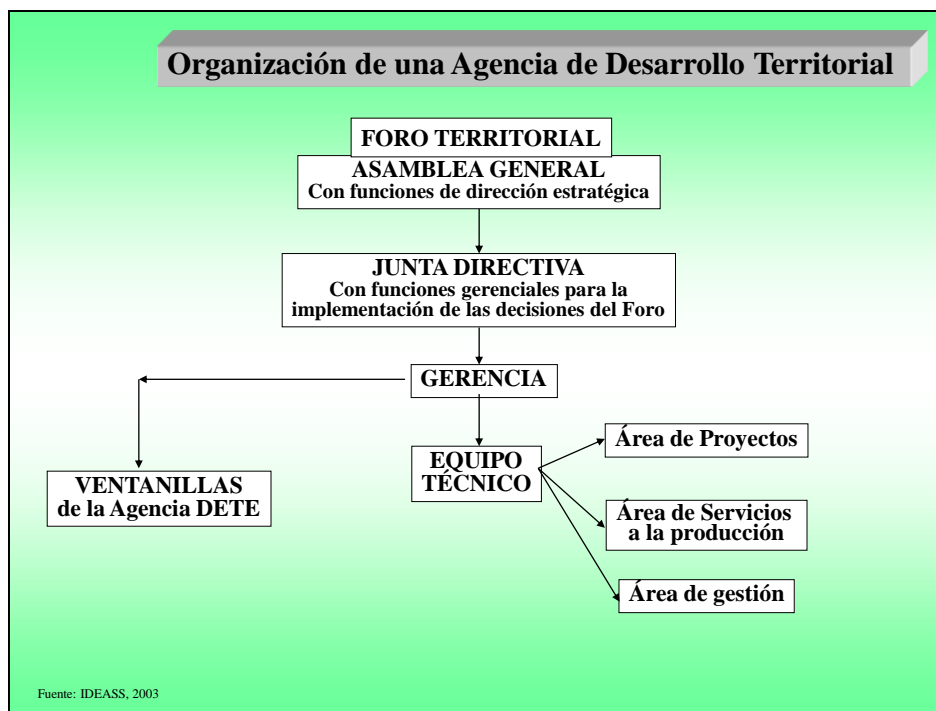 Organización de una Agencia de Desarrollo Territorial
FORO TERRITORIAL
ASAMBLEA GENERAL
Con funciones de dirección estratégica
JUNTA DIRECTIVA
Con funciones gerenciales para la
implementación de las decisiones del Foro
GERENCIA
VENTANILLAS
de la Agencia DETE
EQUIPO
TÉCNICO
Área de Proyectos
Área de Servicios
a la producción
Área de gestión
Fuente: IDEASS, 2003